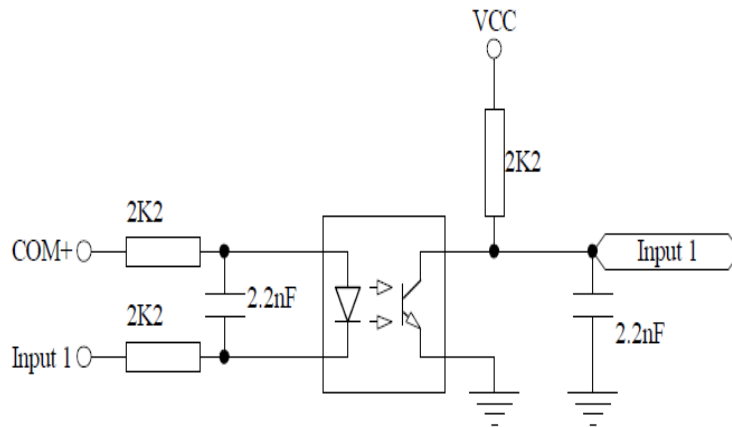 VCC
2K2
2K2
COM+
Input 1
2.2nF
2K2
Input 1
2.2nF